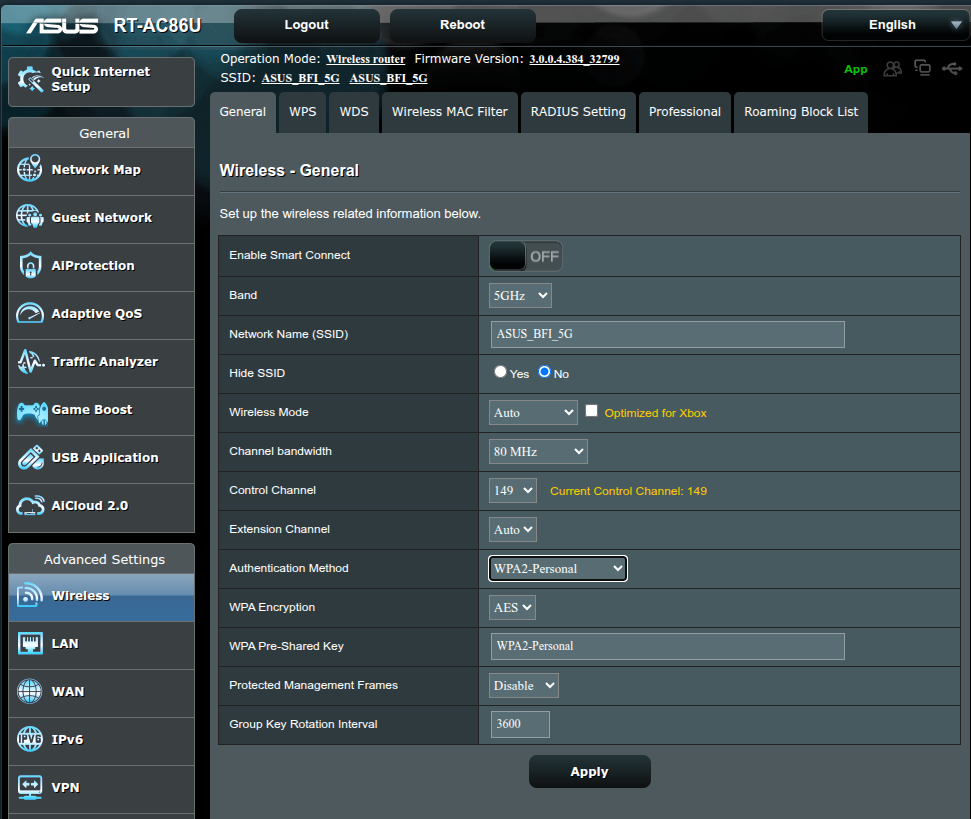 ASUS RT-AC86U Logout Reboot English
Operation Mode: Wireless router Firmware Version: 3.0.0.4.384_32799
SSID: ASUS_BFI_5G ASUS_BFI_5G
App
Quick Internet
Setup
General
Network Map
Guest Network
AiProtection
Adaptive QoS
Traffic Analyzer
Game Boost
USB Application
AiCloud 2.0
Advanced Settings
Wireless
LAN
WAN
IPv6
VPN
General WPS WDS Wireless MAC Filter RADIUS Setting Professional Roaming Block List
Wireless - General
Set up the wireless related information below.
Enable Smart Connect OFF
Band 5GHz
Network Name (SSID) ASUS_BFI_5G
Hide SSID Yes No
Wireless Mode Auto Optimized for Xbox
Channel bandwidth 80 MHz
Control Channel 149 Current Control Channel: 149
Extension Channel Auto
Authentication Method WPA2-Personal
WPA Encryption AES
WPA Pre-Shared Key WPA2-Personal
Protected Management Frames Disable
Group Key Rotation Interval 3600
Apply